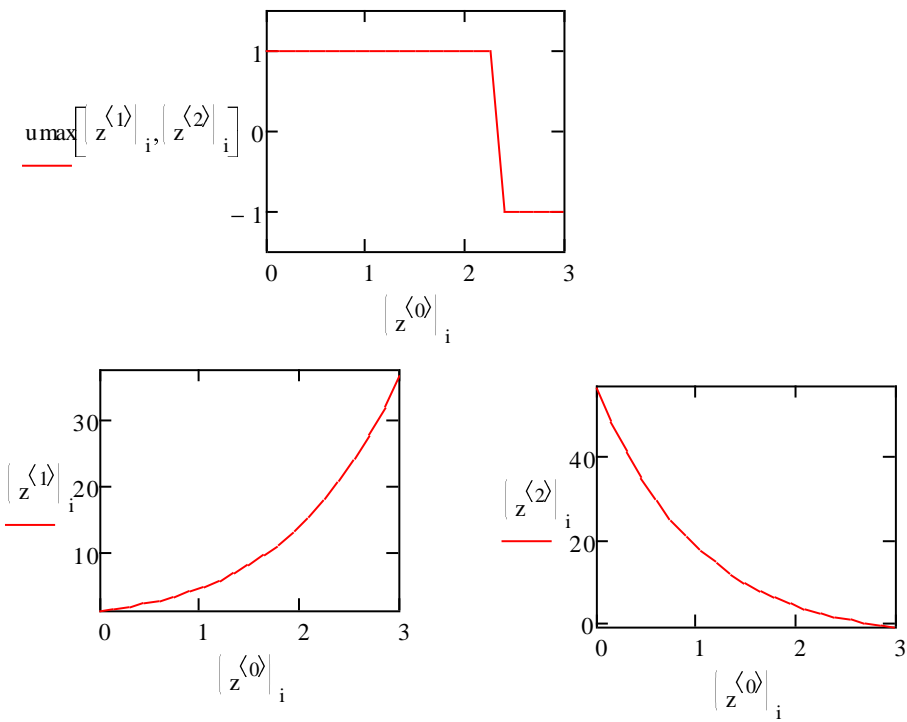 1
umax[(z⟨1⟩)i,(z⟨2⟩)i]
0
− 1
0 1 2 3
(z⟨0⟩)i
30
20
10
(z⟨1⟩)i
0 1 2 3
(z⟨0⟩)i
40
20
0
(z⟨2⟩)i
0 1 2 3
(z⟨0⟩)i